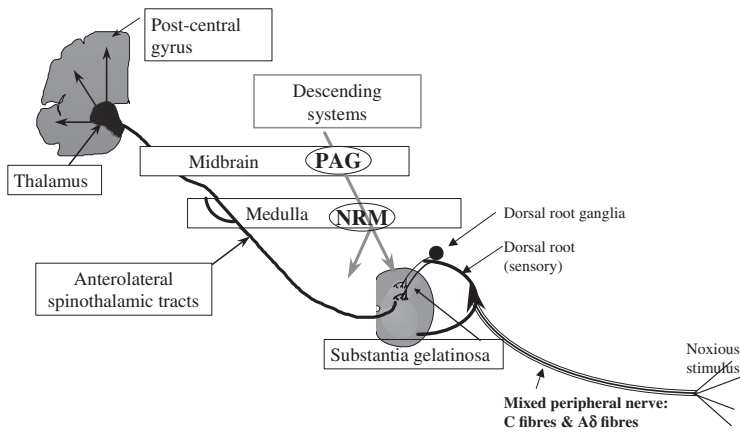 Post-central
gyrus
Descending
systems
Midbrain
PAG
Thalamus
Medulla
NRM
Dorsal root ganglia
Dorsal root
(sensory)
Anterolateral
spinothalamic tracts
Substantia gelatinosa
Noxious
stimulus
Mixed peripheral nerve:
C fibres & Aδ fibres